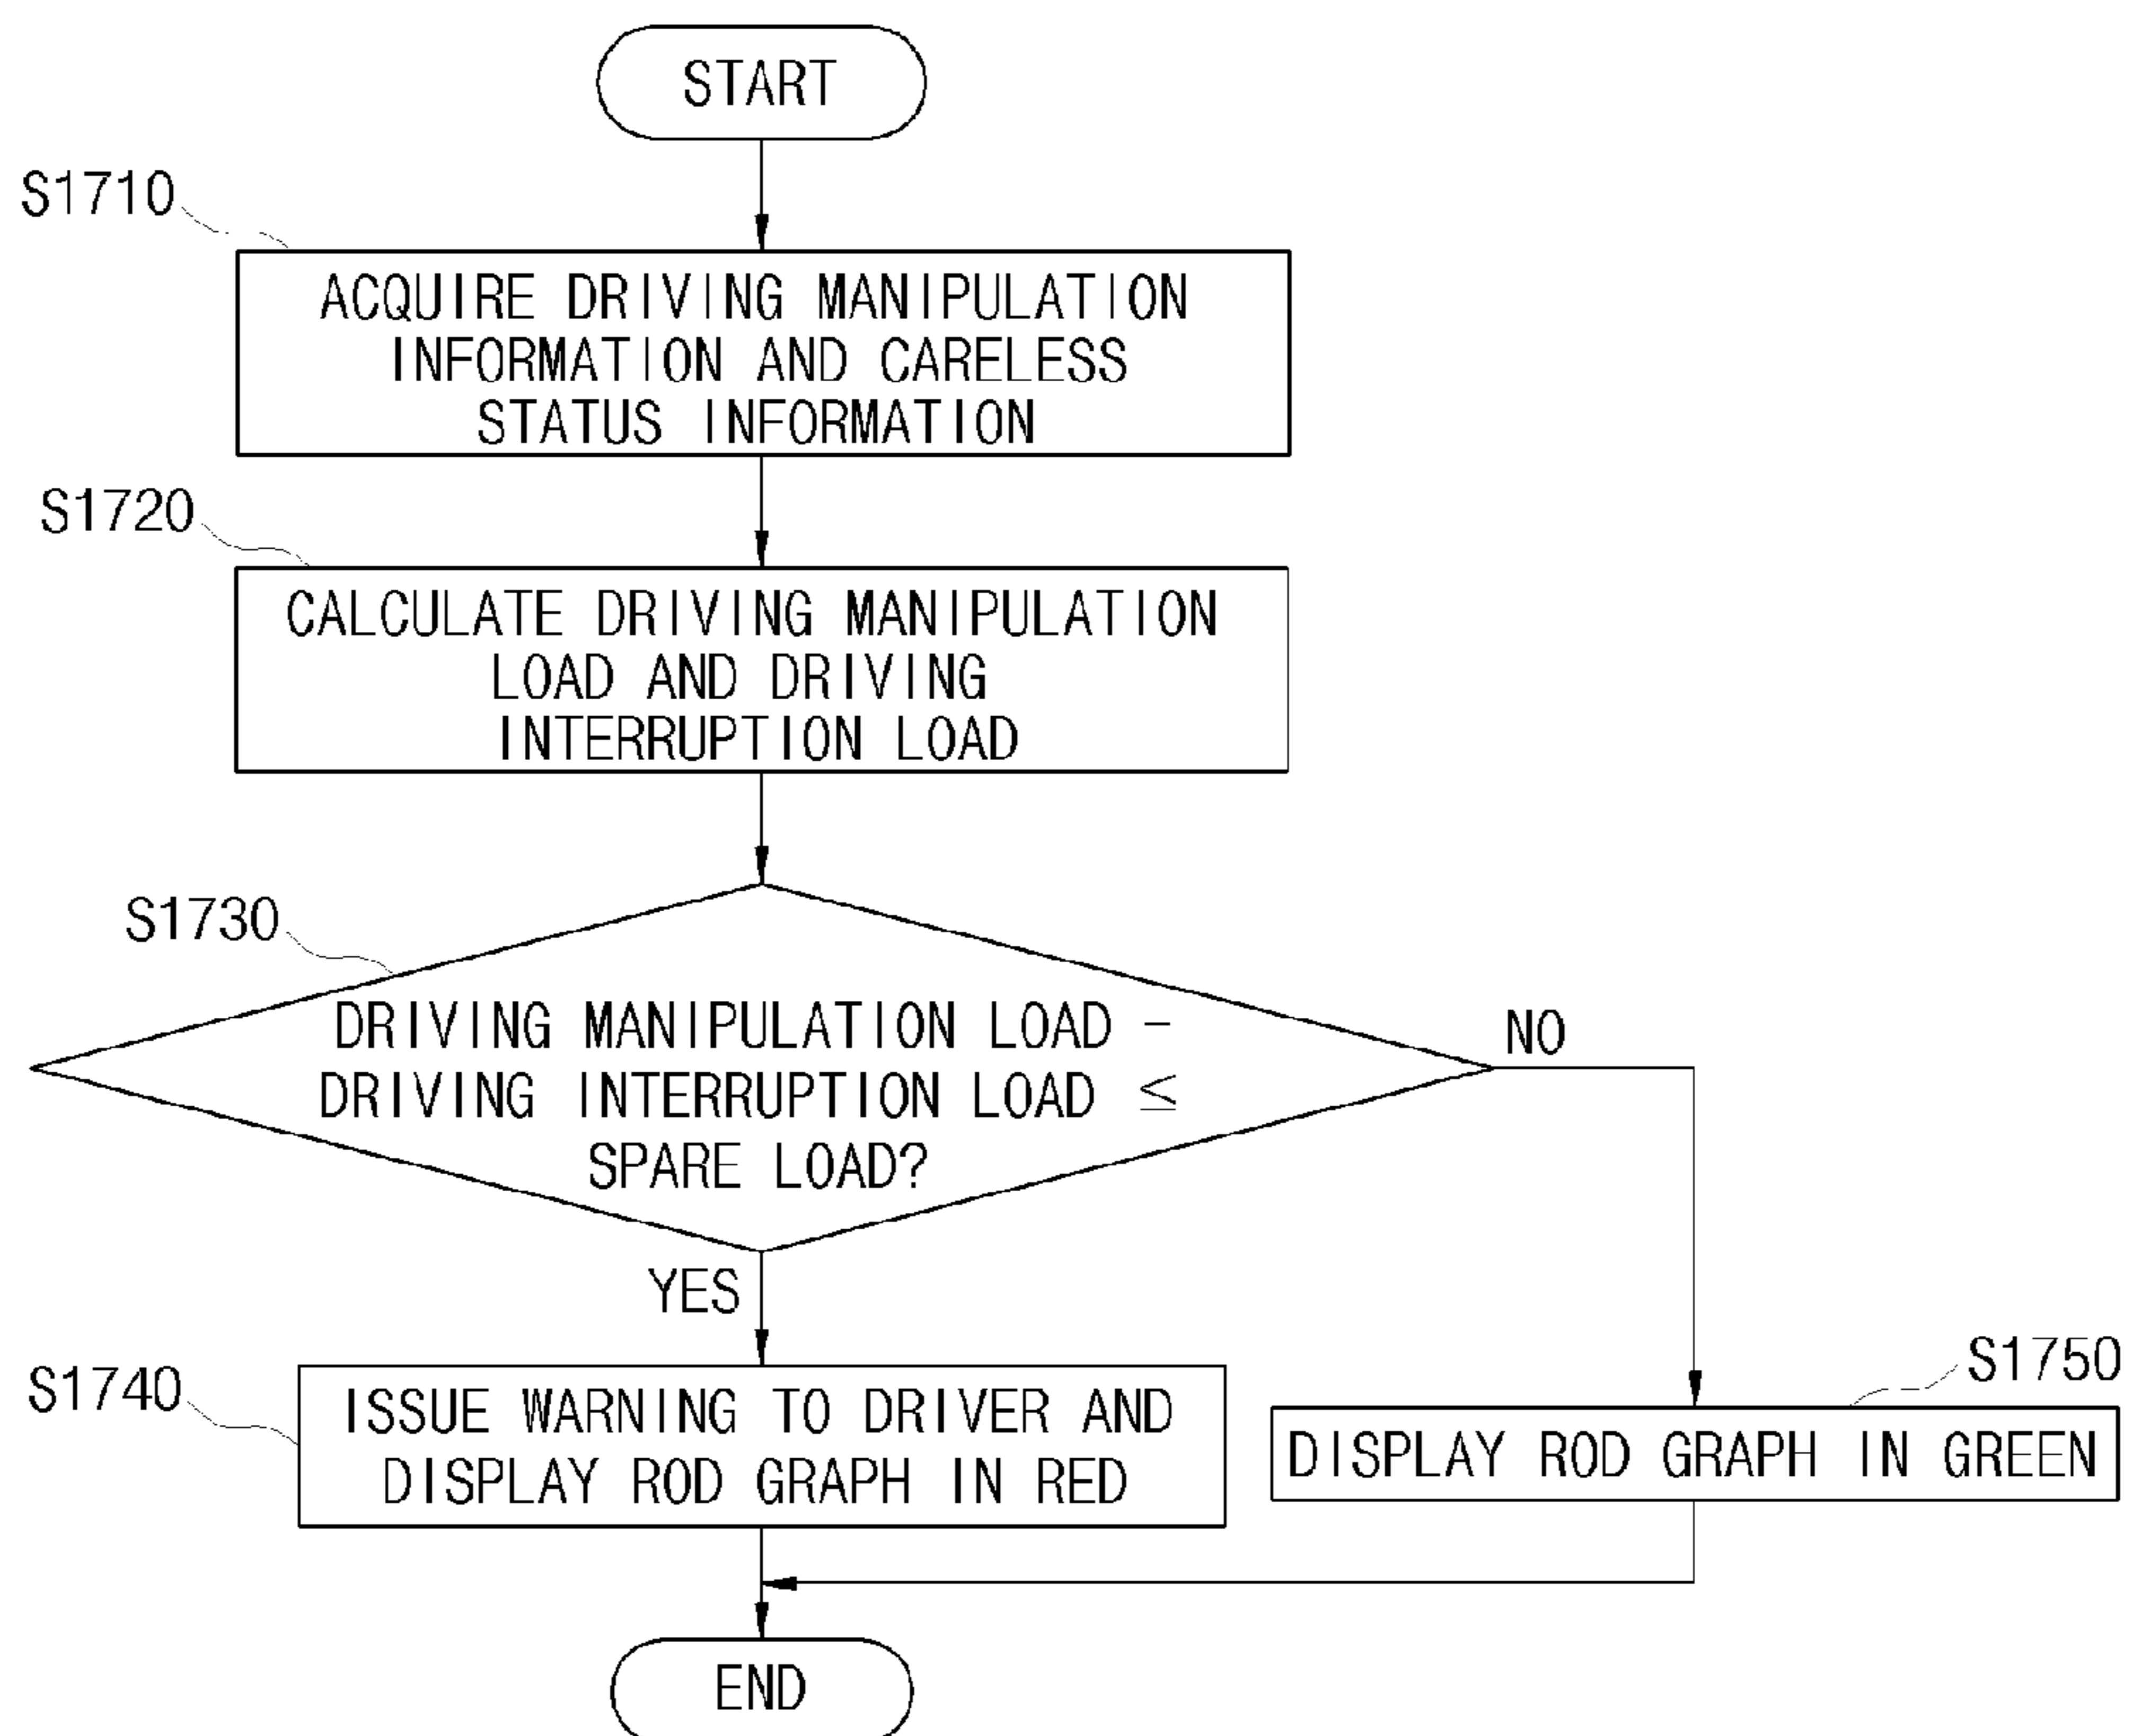 START
S1710
ACQUIRE DRIVING MANIPULATION
INFORMATION AND CARELESS
STATUS INFORMATION
S1720
CALCULATE DRIVING MANIPULATION
LOAD AND DRIVING
INTERRUPTION LOAD
S1730
DRIVING MANIPULATION LOAD -
DRIVING INTERRUPTION LOAD ≤
SPARE LOAD?
NO
YES
S1740
ISSUE WARNING TO DRIVER AND
DISPLAY ROD GRAPH IN RED
S1750
DISPLAY ROD GRAPH IN GREEN
END